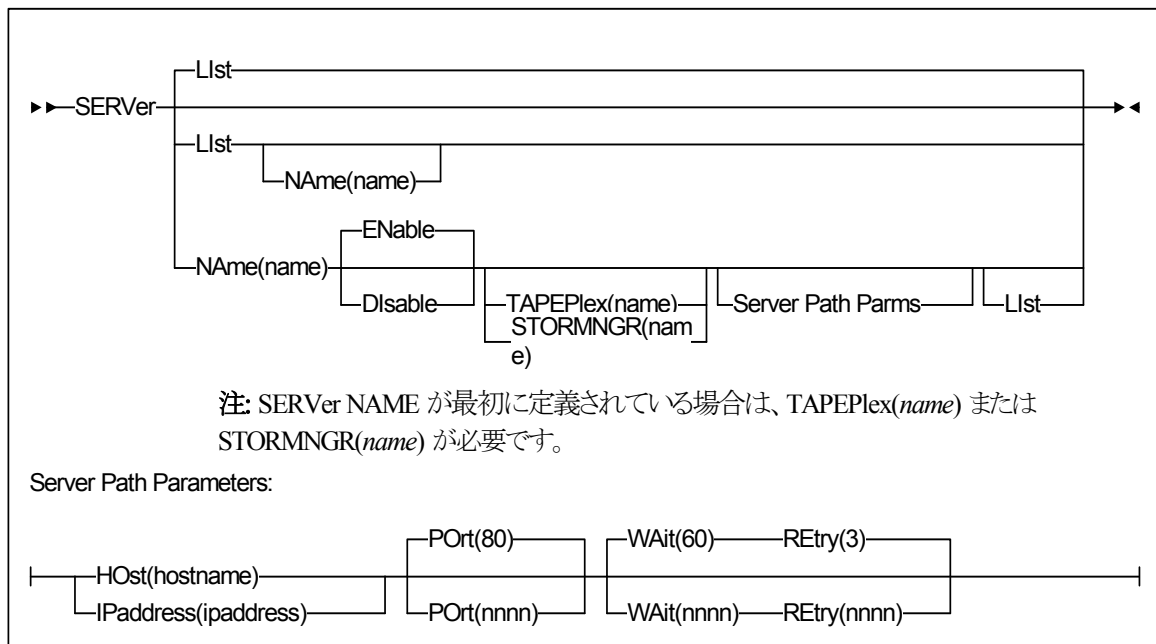 LIst
SERVer
LIst
NAme(name)
ENable
NAme(name)
DIsable
TAPEPlex(name)
STORMNGR(nam
e)
Server Path Parms
LIst
注: SERVer NAME が最初に定義されている場合は、TAPEPlex(name) または
STORMNGR(name) が必要です。
Server Path Parameters:
POrt(80) WAit(60) REtry(3)
HOst(hostname)
IPaddress(ipaddress) POrt(nnnn) WAit(nnnn) REtry(nnnn)